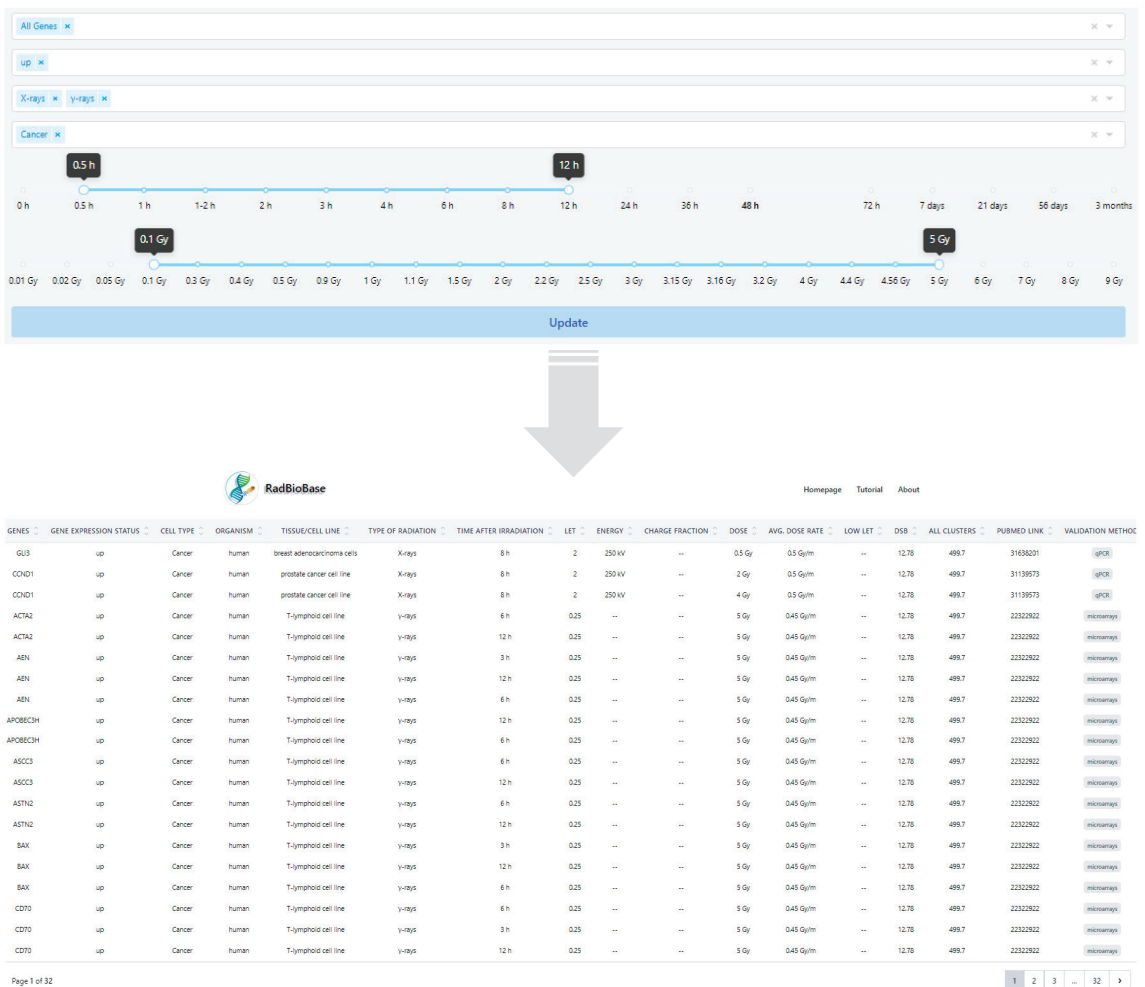 All Genes ×
up ×
X-rays × γ-rays ×
Cancer ×
0.5 h 12 h
0 h 0.5 h 1 h 1-2 h 2 h 3 h 4 h 6 h 8 h 12 h 24 h 36 h 48 h 72 h 7 days 21 days 56 days 3 months
0.1 Gy 5 Gy
0.01 Gy 0.02 Gy 0.05 Gy 0.1 Gy 0.3 Gy 0.4 Gy 0.5 Gy 0.9 Gy 1 Gy 1.1 Gy 1.5 Gy 2 Gy 2.2 Gy 2.5 Gy 3 Gy 3.15 Gy 3.16 Gy 3.2 Gy 4 Gy 4.4 Gy 4.56 Gy 5 Gy 6 Gy 7 Gy 8 Gy 9 Gy
Update
RadBioBase Homepage Tutorial About
GENES GENE EXPRESSION STATUS CELL TYPE ORGANISM TISSUE/CELL LINE TYPE OF RADIATION TIME AFTER IRRADIATION LET ENERGY CHARGE FRACTION DOSE AVG. DOSE RATE LOW LET DSB ALL CLUSTERS PUBMED LINK VALIDATION METHOD
GLI3 up Cancer human breast adenocarcinoma cells X-rays 8 h 2 250 kV -- 0.5 Gy 0.5 Gy/m -- 12.78 499.7 31638201 qPCR
CCND1 up Cancer human prostate cancer cell line X-rays 8 h 2 250 kV -- 2 Gy 0.5 Gy/m -- 12.78 499.7 31139573 qPCR
CCND1 up Cancer human prostate cancer cell line X-rays 8 h 2 250 kV -- 4 Gy 0.5 Gy/m -- 12.78 499.7 31139573 qPCR
ACTA2 up Cancer human T-lymphoid cell line γ-rays 6 h 0.25 -- -- 5 Gy 0.45 Gy/m -- 12.78 499.7 22322922 microarrays
ACTA2 up Cancer human T-lymphoid cell line γ-rays 12 h 0.25 -- -- 5 Gy 0.45 Gy/m -- 12.78 499.7 22322922 microarrays
AEN up Cancer human T-lymphoid cell line γ-rays 3 h 0.25 -- -- 5 Gy 0.45 Gy/m -- 12.78 499.7 22322922 microarrays
AEN up Cancer human T-lymphoid cell line γ-rays 12 h 0.25 -- -- 5 Gy 0.45 Gy/m -- 12.78 499.7 22322922 microarrays
AEN up Cancer human T-lymphoid cell line γ-rays 6 h 0.25 -- -- 5 Gy 0.45 Gy/m -- 12.78 499.7 22322922 microarrays
APOBEC3H up Cancer human T-lymphoid cell line γ-rays 12 h 0.25 -- -- 5 Gy 0.45 Gy/m -- 12.78 499.7 22322922 microarrays
APOBEC3H up Cancer human T-lymphoid cell line γ-rays 6 h 0.25 -- -- 5 Gy 0.45 Gy/m -- 12.78 499.7 22322922 microarrays
ASCC3 up Cancer human T-lymphoid cell line γ-rays 6 h 0.25 -- -- 5 Gy 0.45 Gy/m -- 12.78 499.7 22322922 microarrays
ASCC3 up Cancer human T-lymphoid cell line γ-rays 12 h 0.25 -- -- 5 Gy 0.45 Gy/m -- 12.78 499.7 22322922 microarrays
ASTN2 up Cancer human T-lymphoid cell line γ-rays 6 h 0.25 -- -- 5 Gy 0.45 Gy/m -- 12.78 499.7 22322922 microarrays
ASTN2 up Cancer human T-lymphoid cell line γ-rays 12 h 0.25 -- -- 5 Gy 0.45 Gy/m -- 12.78 499.7 22322922 microarrays
BAX up Cancer human T-lymphoid cell line γ-rays 3 h 0.25 -- -- 5 Gy 0.45 Gy/m -- 12.78 499.7 22322922 microarrays
BAX up Cancer human T-lymphoid cell line γ-rays 12 h 0.25 -- -- 5 Gy 0.45 Gy/m -- 12.78 499.7 22322922 microarrays
BAX up Cancer human T-lymphoid cell line γ-rays 6 h 0.25 -- -- 5 Gy 0.45 Gy/m -- 12.78 499.7 22322922 microarrays
CD70 up Cancer human T-lymphoid cell line γ-rays 6 h 0.25 -- -- 5 Gy 0.45 Gy/m -- 12.78 499.7 22322922 microarrays
CD70 up Cancer human T-lymphoid cell line γ-rays 3 h 0.25 -- -- 5 Gy 0.45 Gy/m -- 12.78 499.7 22322922 microarrays
CD70 up Cancer human T-lymphoid cell line γ-rays 12 h 0.25 -- -- 5 Gy 0.45 Gy/m -- 12.78 499.7 22322922 microarrays
Page 1 of 32 1 2 3 ... 32 ›